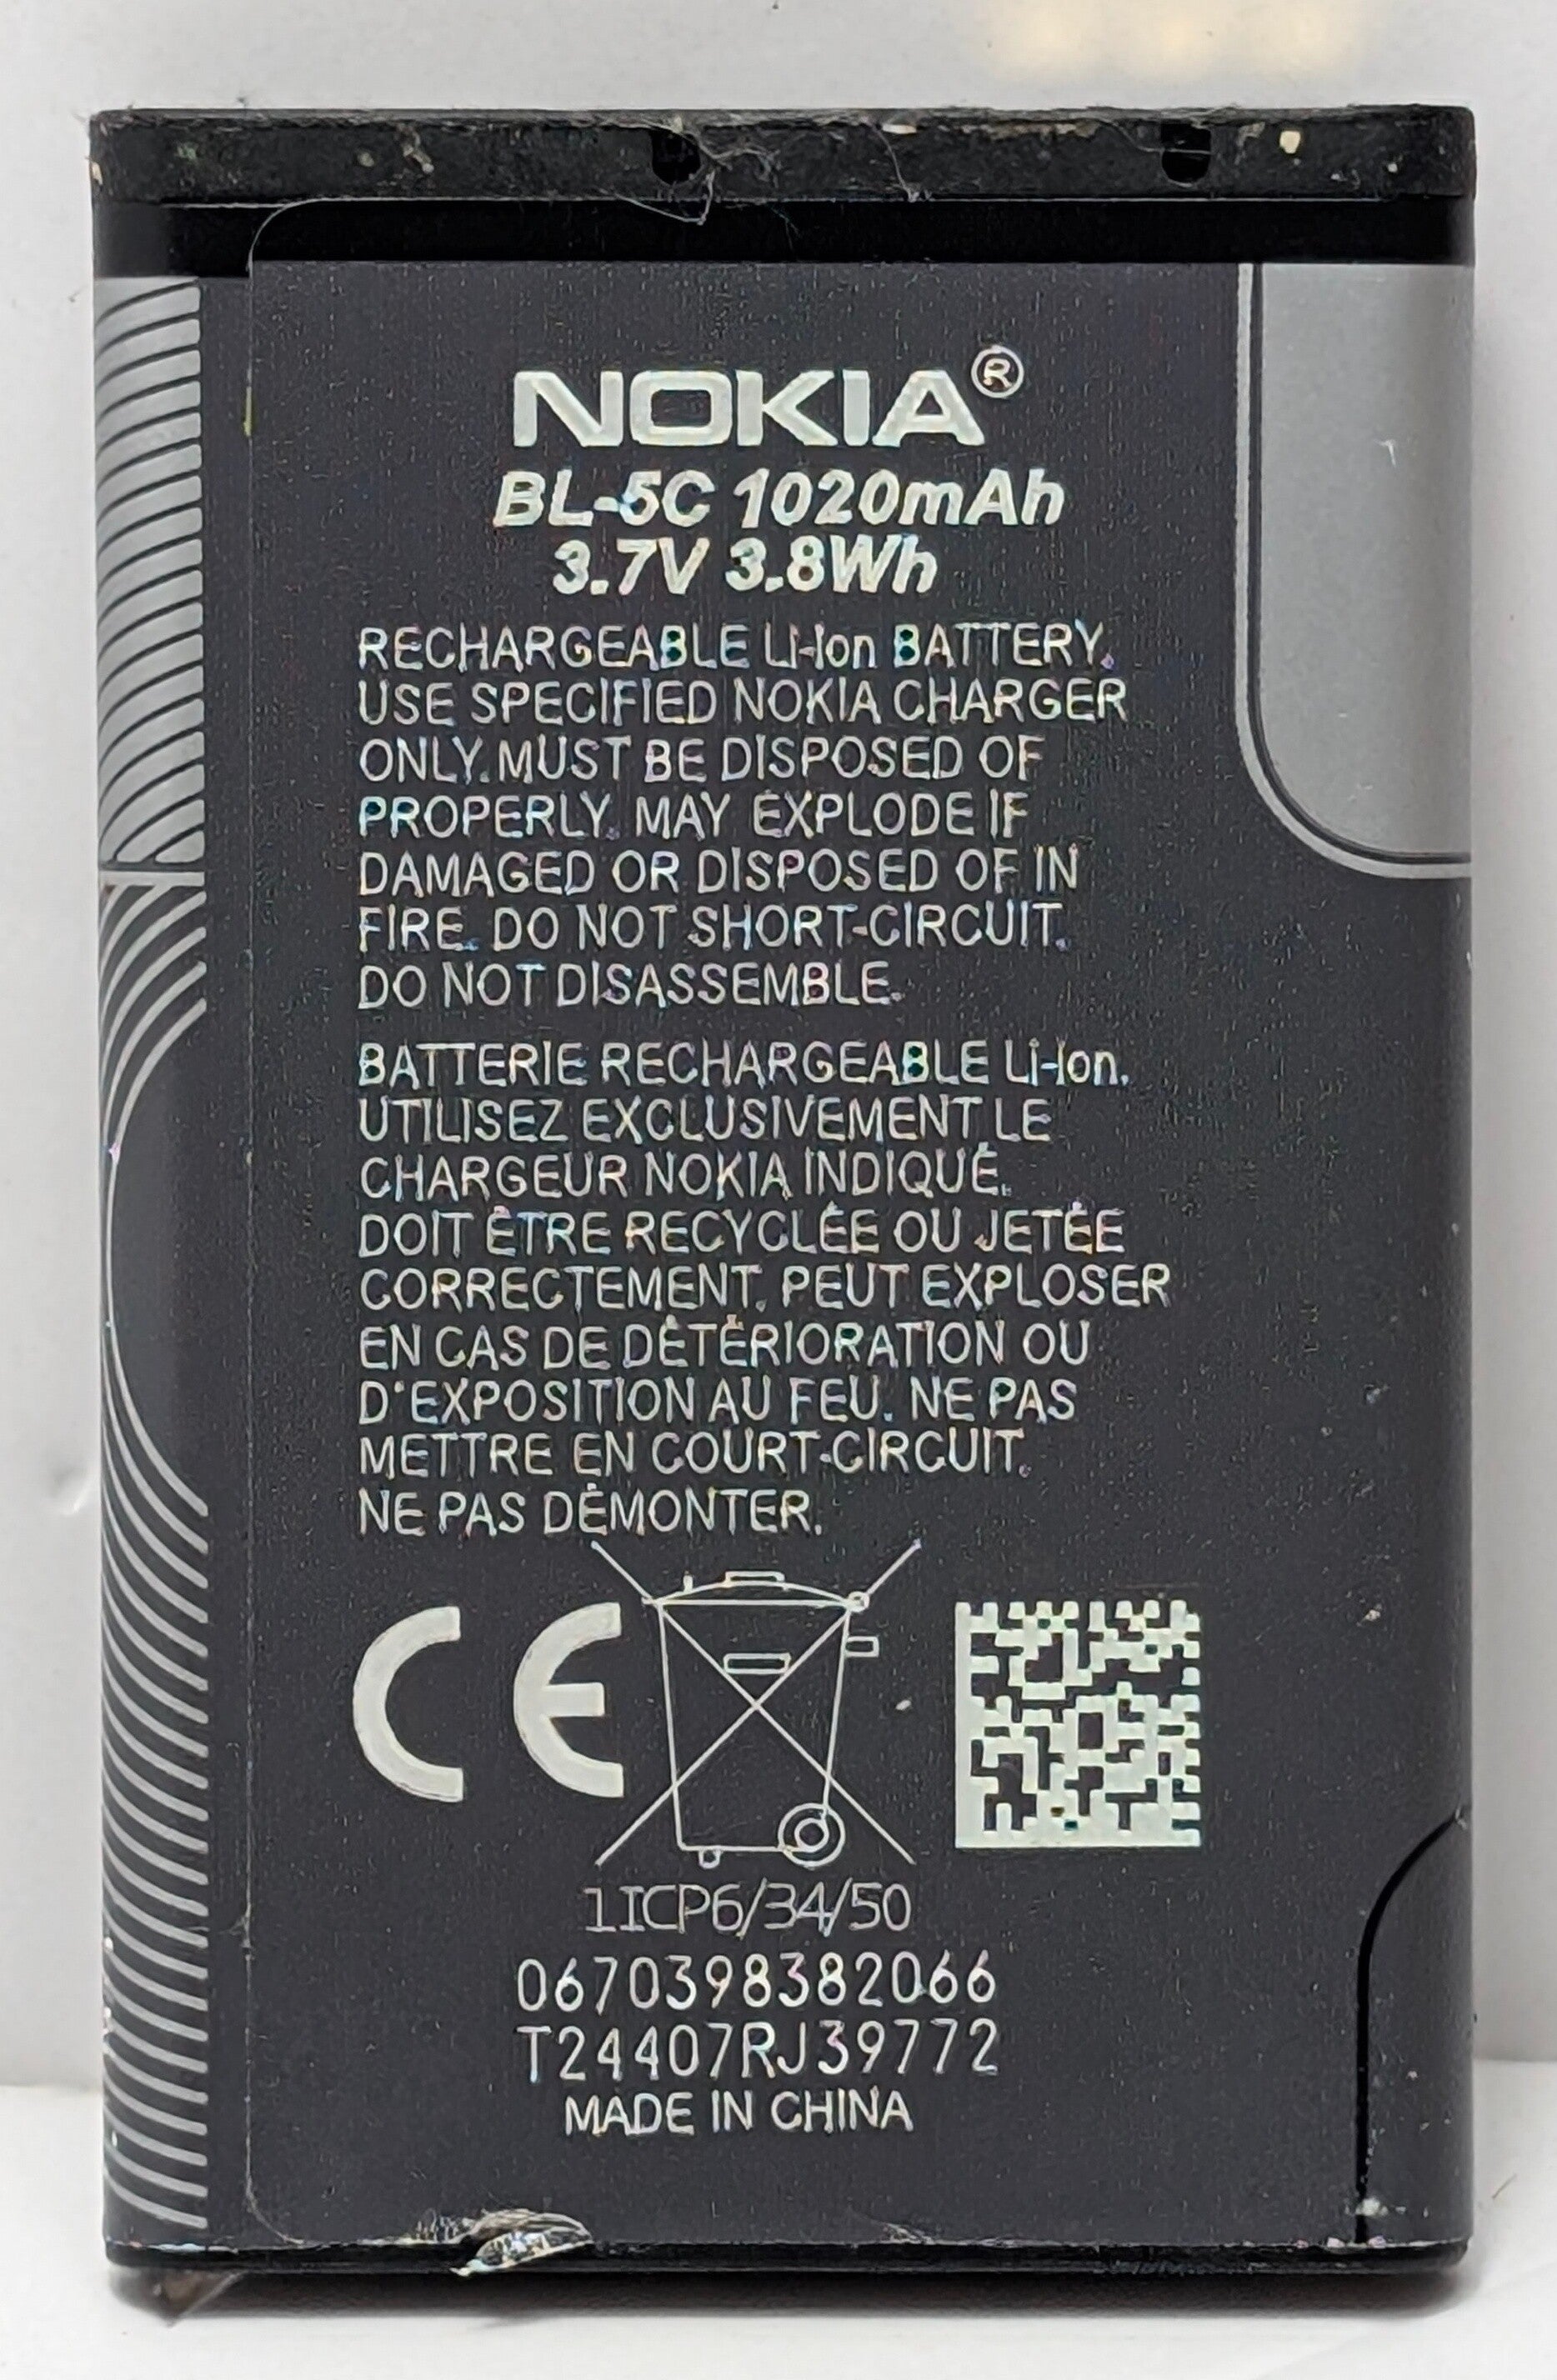 NOKIA®
BL-5C 1020mAh
3.7V 3.8Wh
RECHARGEABLE Li-Ion BATTERY.
USE SPECIFIED NOKIA CHARGER
ONLY. MUST BE DISPOSED OF
PROPERLY. MAY EXPLODE IF
DAMAGED OR DISPOSED OF IN
FIRE. DO NOT SHORT-CIRCUIT.
DO NOT DISASSEMBLE.
BATTERIE RECHARGEABLE Li-Ion.
UTILISEZ EXCLUSIVEMENT LE
CHARGEUR NOKIA INDIQUÉ.
DOIT ÊTRE RECYCLÉE OU JETÉE
CORRECTEMENT. PEUT EXPLOSER
EN CAS DE DÉTÉRIORATION OU
D'EXPOSITION AU FEU. NE PAS
METTRE EN COURT-CIRCUIT.
NE PAS DÉMONTER.
CE
1ICP6/34/50
0670398382066
T24407RJ39772
MADE IN CHINA